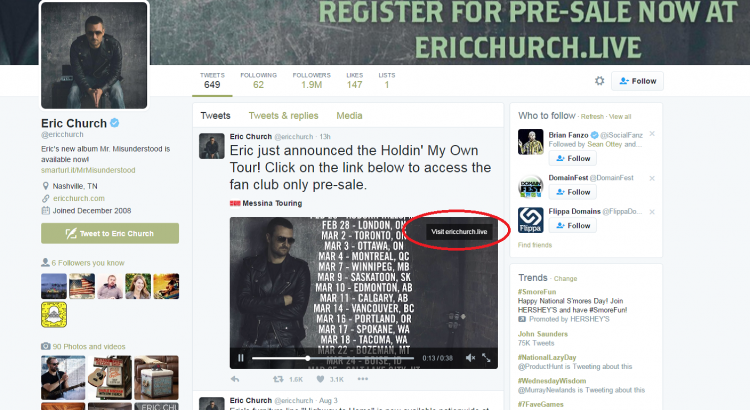 REGISTER FOR PRE-SALE NOW AT
ERICCHURCH.LIVE
TWEETS
649
FOLLOWING
62
FOLLOWERS
1.9M
LIKES
147
LISTS
1
Follow
Eric Church
@ericchurch
Eric's new album Mr. Misunderstood is
available now!
smarturl.it/MrMisunderstood
Nashville, TN
ericchurch.com
Joined December 2008
Tweet to Eric Church
6 Followers you know
90 Photos and videos
Tweets
Tweets & replies
Media
Eric Church @ericchurch · 13h
Eric just announced the Holdin' My Own
Tour! Click on the link below to access the
fan club only pre-sale.
Messina Touring
FEB 28 - LONDON, ON
MAR 2 - TORONTO, ON
MAR 3 - OTTAWA, ON
MAR 4 - MONTREAL, QC
MAR 7 - WINNIPEG, MB
MAR 9 - SASKATOON, SK
MAR 10 - EDMONTON, AB
MAR 11 - CALGARY, AB
MAR 14 - VANCOUVER, BC
MAR 16 - PORTLAND, OR
MAR 17 - SPOKANE, WA
MAR 18 - TACOMA, WA
MAR 22 - BOZEMAN, MT
MAR 24 - BOISE, ID
Visit ericchurch.live
0:13 / 0:38
1.6K
3.1K
Eric Church @ericchurch · Aug 3
Who to follow · Refresh · View all
Brian Fanzo @iSocialFanz
Followed by Sean Ottey and...
Follow
DomainFest @DomainFest
Follow
Flippa Domains @FlippaDo...
Follow
Flippa
Find friends
Trends · Change
#SmoreFun
Happy National S'mores Day! Join
HERSHEY'S and have #SmoreFun!
Promoted by HERSHEY'S
John Saunders
75K Tweets
#NationalLazyDay
@ProductHunt is Tweeting about this
#WednesdayWisdom
@MurrayNewlands is Tweeting about this
#7FaveGames